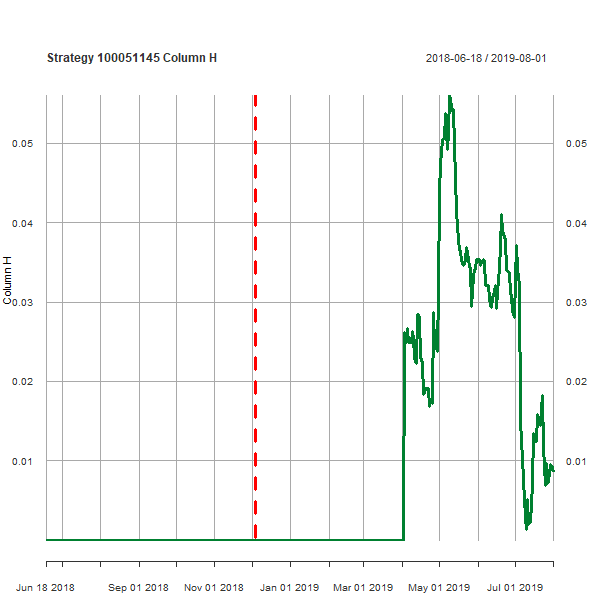 Strategy 100051145 Column H
2018-06-18 / 2019-08-01
0.05
0.05
0.04
0.04
0.03
0.03
0.02
0.02
0.01
0.01
Column H
Jun 18 2018
Sep 01 2018
Nov 01 2018
Jan 01 2019
Mar 01 2019
May 01 2019
Jul 01 2019